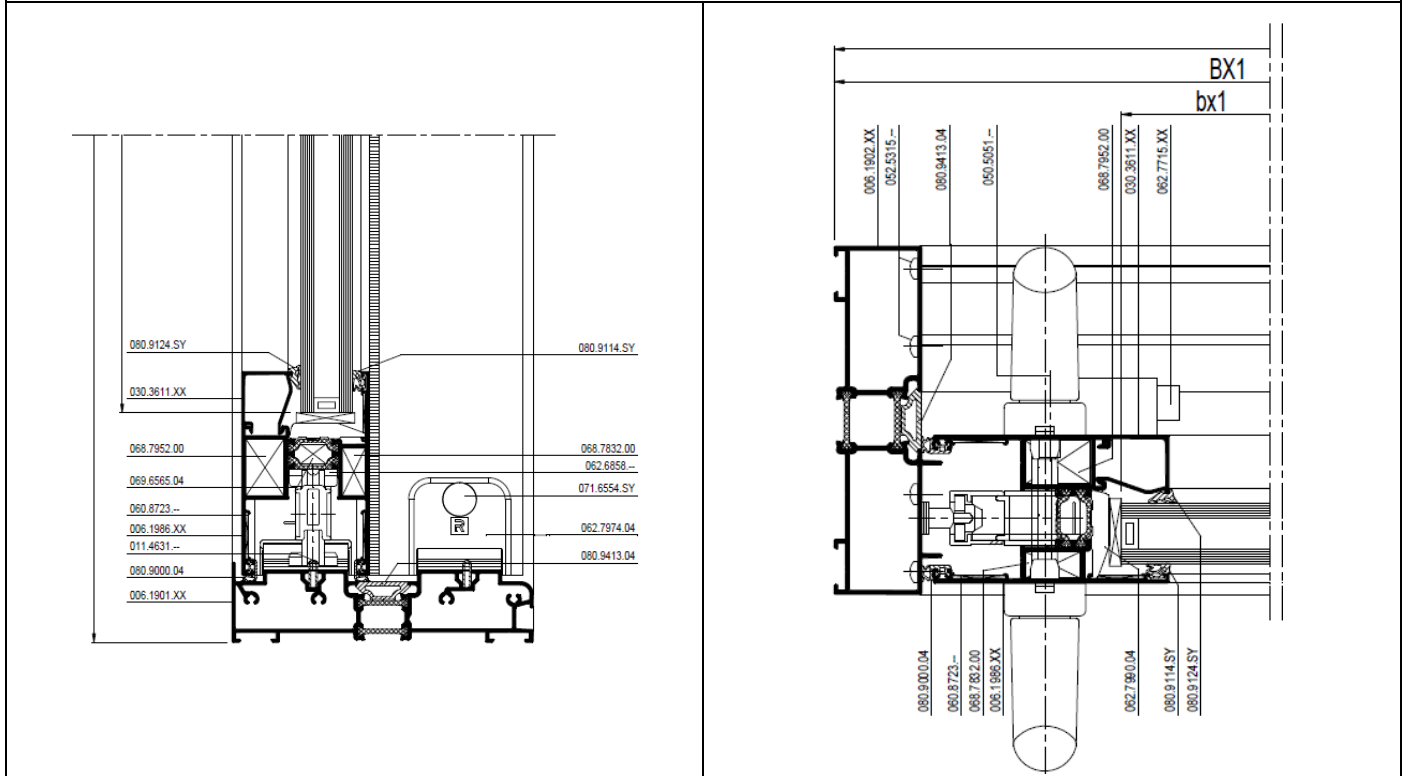 080.9124.SY
030.3611.XX
068.7952.00
069.6565.04
060.8723.--
006.1986.XX
011.4631.--
080.9000.04
006.1901.XX
080.9114.SY
068.7832.00
062.6858.--
071.6554.SY
062.7974.04
080.9413.04
R
BX1
bx1
006.1902.XX
052.5315.--
080.9413.04
050.5051.--
068.7952.00
030.3611.XX
062.7715.XX
080.9000.04
060.8723.--
068.7832.00
006.1986.XX
062.7990.04
080.9114.SY
080.9124.SY